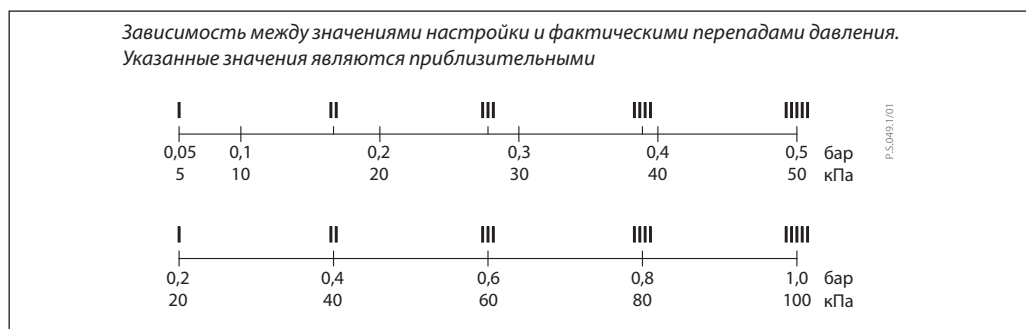 Зависимость между значениями настройки и фактическими перепадами давления.
Указанные значения являются приблизительными
I II III IIII IIIII
0,05 0,1 0,2 0,3 0,4 0,5 бар
5 10 20 30 40 50 кПа
I II III IIII IIIII
0,2 0,4 0,6 0,8 1,0 бар
20 40 60 80 100 кПа
P.S.049.1/01